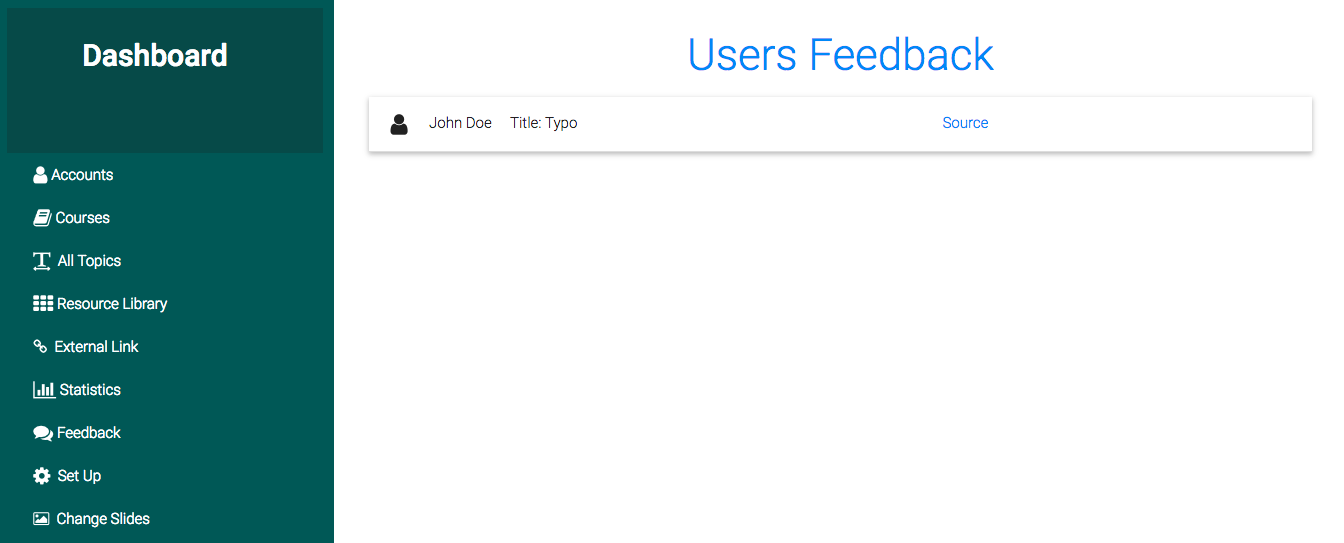 Dashboard
Accounts
Courses
All Topics
Resource Library
External Link
Statistics
Feedback
Set Up
Change Slides
Users Feedback
John Doe Title: Typo Source